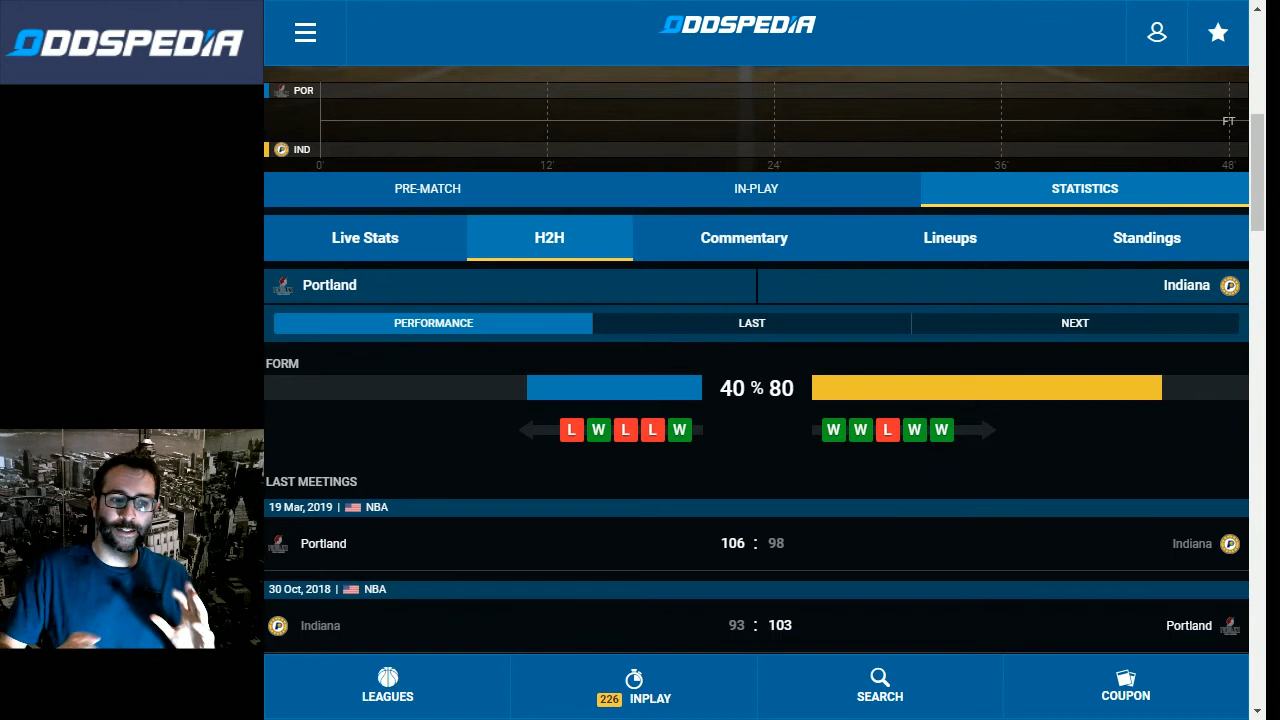 ODDSPEDIA
ODDSPEDIA
POR
FT
IND
0' 12' 24' 36' 48'
PRE-MATCH IN-PLAY STATISTICS
Live Stats H2H Commentary Lineups Standings
Portland Indiana
PERFORMANCE LAST NEXT
FORM
40 % 80
L W L L W W W L W W
LAST MEETINGS
19 Mar, 2019 | NBA
Portland 106 : 98 Indiana
30 Oct, 2018 | NBA
Indiana 93 : 103 Portland
LEAGUES 226 INPLAY SEARCH COUPON